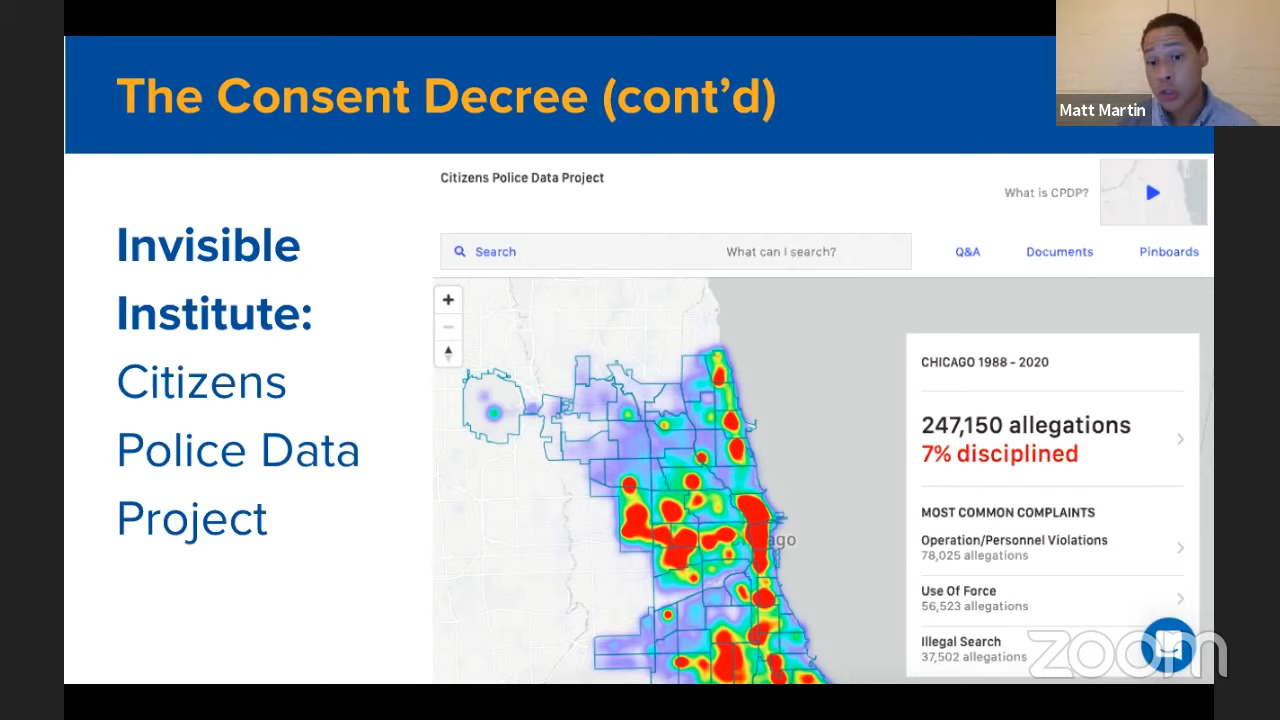 The Consent Decree (cont'd)
Matt Martin
Invisible
Institute:
Citizens
Police Data
Project
Citizens Police Data Project
What is CPDP?
Search
What can I search?
Q&A
Documents
Pinboards
+
−
CHICAGO 1988 - 2020
247,150 allegations
7% disciplined
MOST COMMON COMPLAINTS
Operation/Personnel Violations
78,025 allegations
Use Of Force
56,523 allegations
Illegal Search
37,502 allegations
zoom